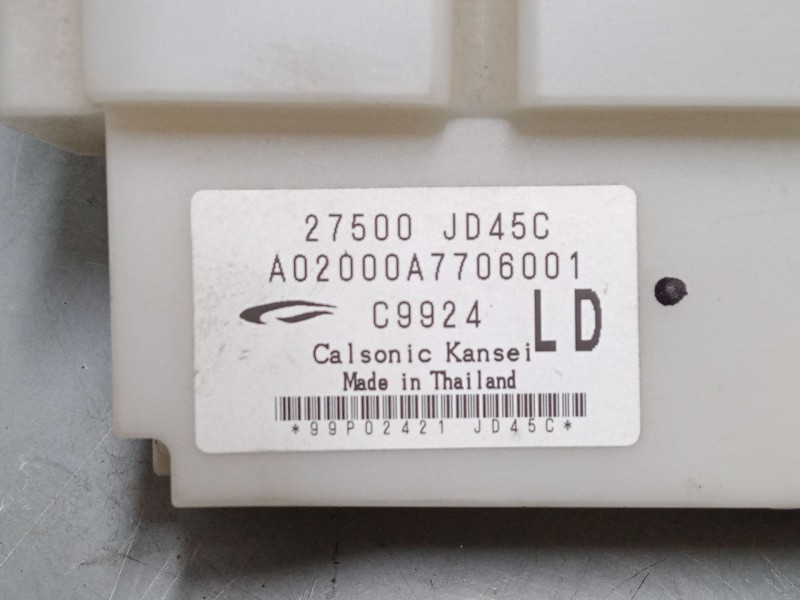 27500 JD45C
A02000A7706001
C9924 LD
Calsonic Kansei
Made in Thailand
*99P02421 JD45C*